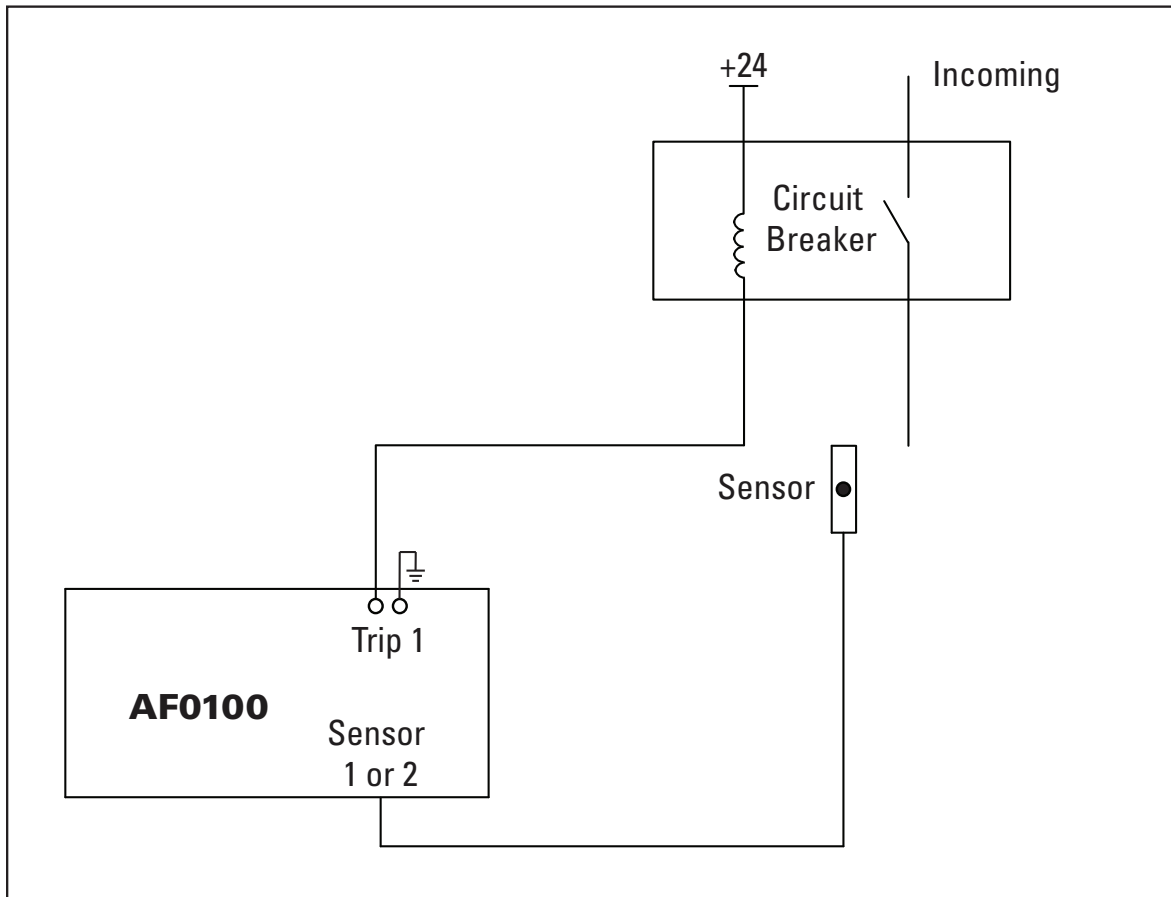 +24
Incoming
Circuit
Breaker
Sensor
Trip 1
AF0100
Sensor
1 or 2